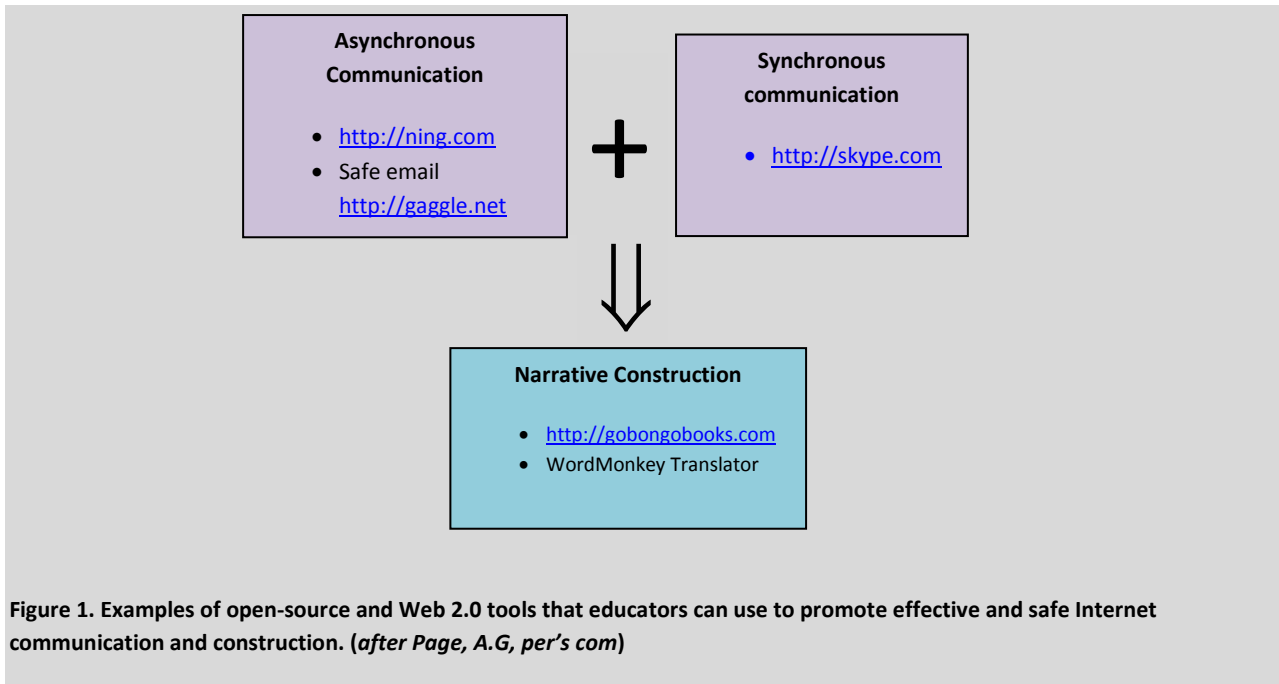 Asynchronous
Communication
• http://ning.com
• Safe email
http://gaggle.net
+
Synchronous
communication
• http://skype.com
Narrative Construction
• http://gobongobooks.com
• WordMonkey Translator
Figure 1. Examples of open-source and Web 2.0 tools that educators can use to promote effective and safe Internet
communication and construction. (after Page, A.G, per's com)